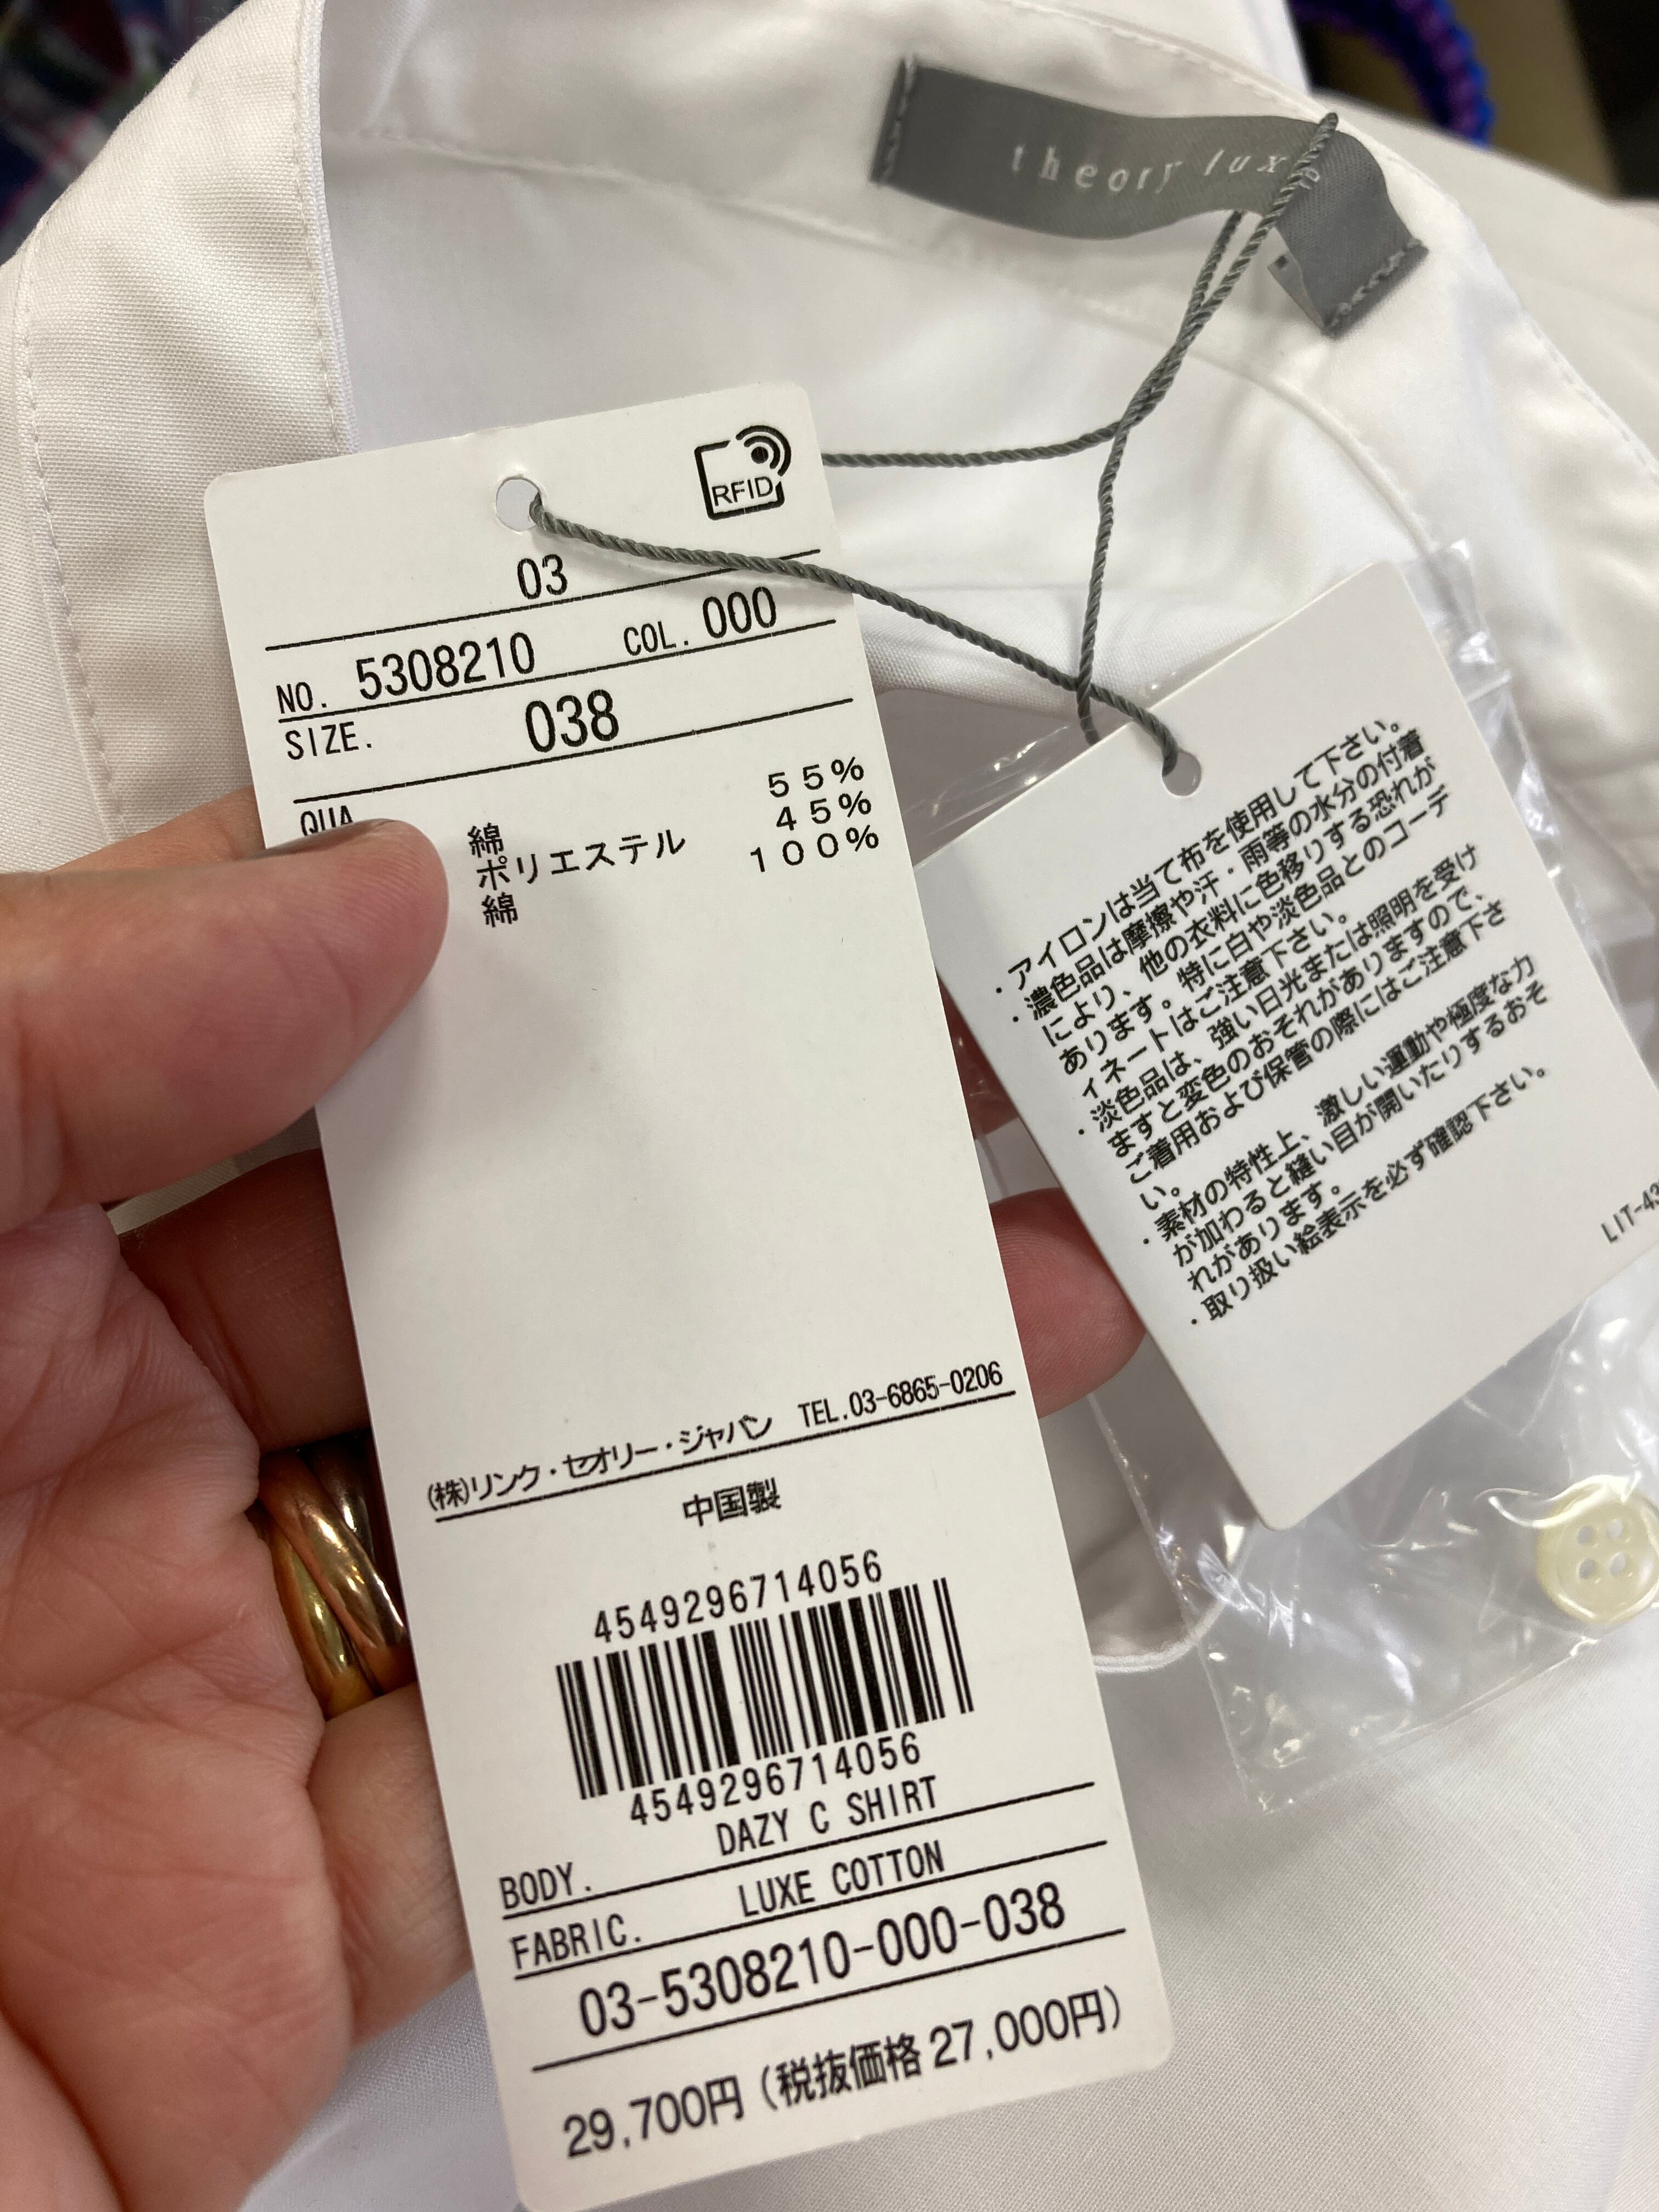 theory luxe
RFID
03
NO. 5308210 COL. 000
SIZE. 038
QUA
綿 55%
ポリエステル 45%
綿 100%
(株)リンク・セオリー・ジャパン TEL.03-6865-0206
中国製
4549296714056
4549296714056
BODY. DAZY C SHIRT
FABRIC. LUXE COTTON
03-5308210-000-038
29,700円(税抜価格27,000円)
・アイロンは当て布を使用して下さい。
・濃色品は摩擦や汗・雨等の水分の付着
により、他の衣料に色移りする恐れが
あります。特に白や淡色品とのコーデ
ィネートはご注意下さい。
・淡色品は、強い日光または照明を受け
ますと変色のおそれがありますので、
ご着用および保管の際にはご注意下さ
い。
・素材の特性上、激しい運動や極度な力
が加わると縫い目が開いたりするおそ
れがあります。
・取り扱い絵表示を必ず確認下さい。
LIT-43